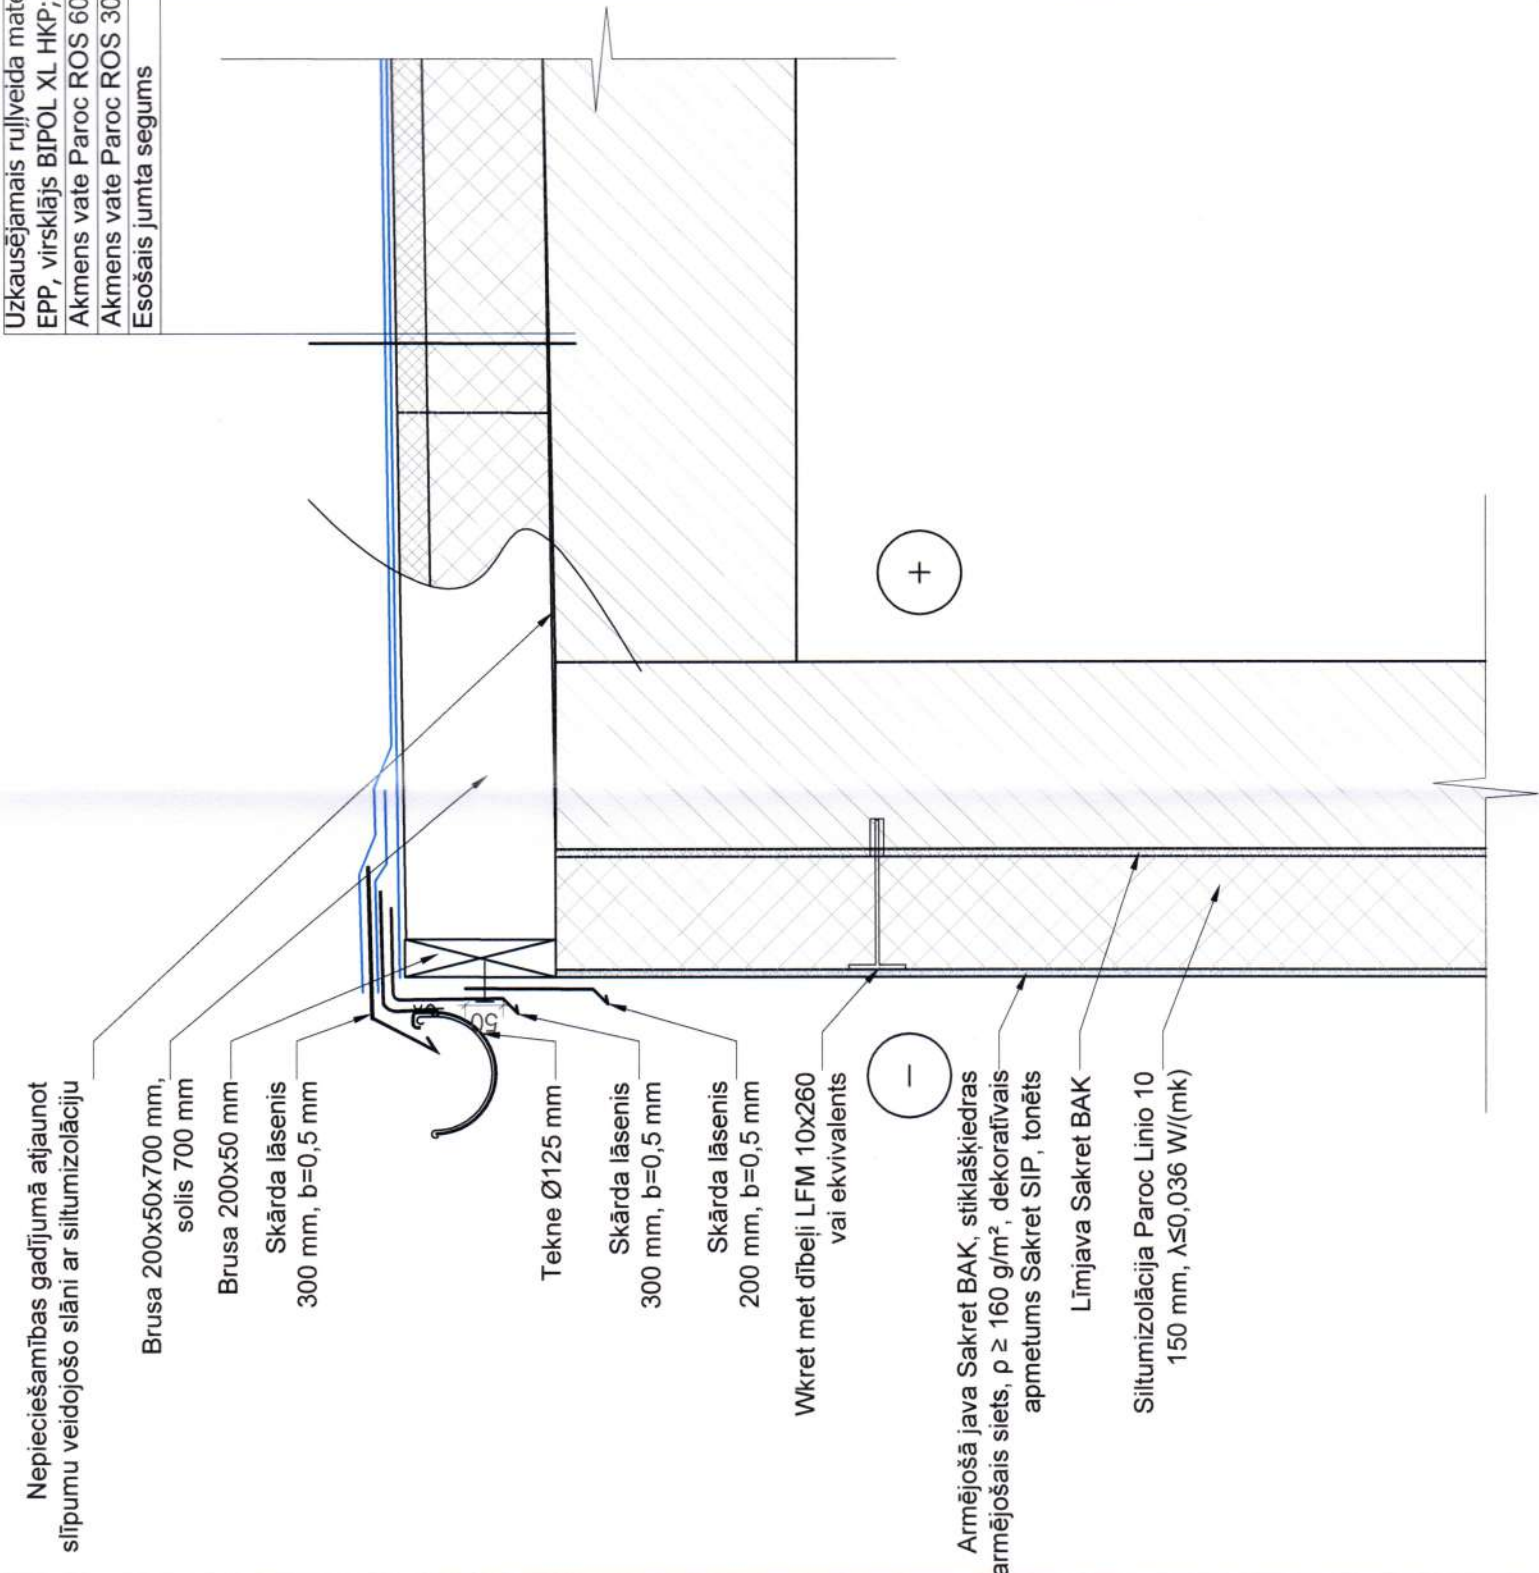 Uzkausējamais ruļļveida
EPP, virsklājs BIPOL XL HKP;
Akmens vate Paroc ROS
Akmens vate Paroc ROS
Esošais jumta segums
Nepieciešamības gadījumā atjaunot
slīpumu veidojošo slāni ar siltumizolāciju
Brusa 200x50x700 mm,
solis 700 mm
Brusa 200x50 mm
Skārda lāsenis
300 mm, b=0,5 mm
50
Tekne Ø125 mm
Skārda lāsenis
300 mm, b=0,5 mm
Skārda lāsenis
200 mm, b=0,5 mm
Wkret met dībeļi LFM 10x260
vai ekvivalents
+
−
Armējošā java Sakret BAK, stiklašķiedras
armējošais siets, ρ ≥ 160 g/m², dekoratīvais
apmetums Sakret SIP, tonēts
Līmjava Sakret BAK
Siltumizolācija Paroc Linio 10
150 mm, λ≤0,036 W/(mk)